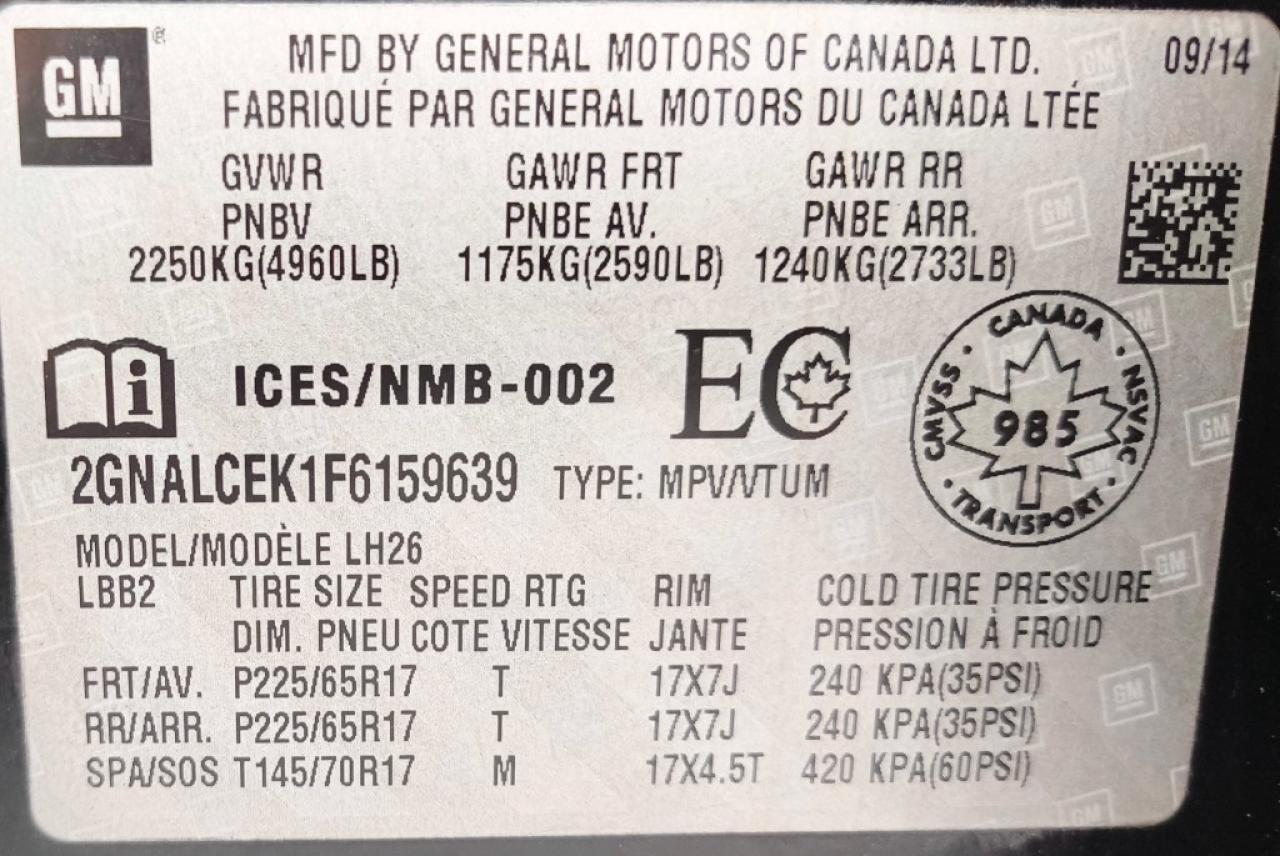 GM
MFD BY GENERAL MOTORS OF CANADA LTD. 09/14
FABRIQUÉ PAR GENERAL MOTORS DU CANADA LTÉE
GVWR GAWR FRT GAWR RR
PNBV PNBE AV. PNBE ARR.
2250KG(4960LB) 1175KG(2590LB) 1240KG(2733LB)
i ICES/NMB-002 EC
CANADA · NSVAC · TRANSPORT · CMVSS ·
985
2GNALCEK1F6159639 TYPE: MPV/VTUM
MODEL/MODÈLE LH26
LBB2 TIRE SIZE SPEED RTG RIM COLD TIRE PRESSURE
DIM. PNEU COTE VITESSE JANTE PRESSION À FROID
FRT/AV. P225/65R17 T 17X7J 240 KPA(35PSI)
RR/ARR. P225/65R17 T 17X7J 240 KPA(35PSI)
SPA/SOS T145/70R17 M 17X4.5T 420 KPA(60PSI)